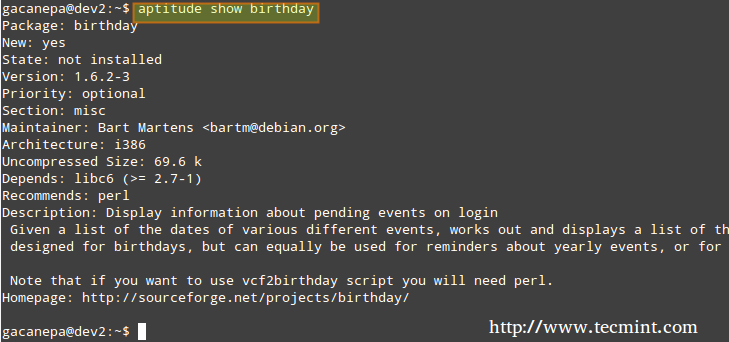 gacanepa@dev2:~$ aptitude show birthday
Package: birthday
New: yes
State: not installed
Version: 1.6.2-3
Priority: optional
Section: misc
Maintainer: Bart Martens <bartm@debian.org>
Architecture: i386
Uncompressed Size: 69.6 k
Depends: libc6 (>= 2.7-1)
Recommends: perl
Description: Display information about pending events on login
Given a list of the dates of various different events, works out and displays a list of th
designed for birthdays, but can equally be used for reminders about yearly events, or for
Note that if you want to use vcf2birthday script you will need perl.
Homepage: http://sourceforge.net/projects/birthday/
gacanepa@dev2:~$
http://www.tecmint.com